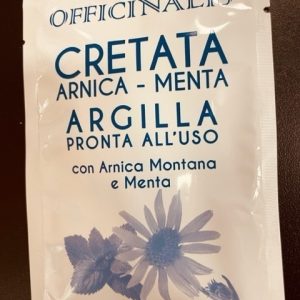 OFFICINALIS
CRETATA
ARNICA - MENTA
ARGILLA
PRONTA ALL'USO
con Arnica Montana
e Menta